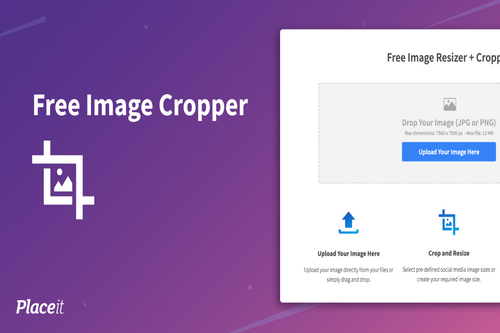 Free Image Cropper
Placeit
Free Image Resizer + Cropp
Drop Your Image (JPG or PNG)
Max dimensions: 7500 x 7500 px - Max file: 12 MB
Upload Your Image Here
Upload Your Image Here
Upload your image directly from your files or
simply drag and drop.
Crop and Resize
Select pre-defined social media image sizes or
create your required image size.